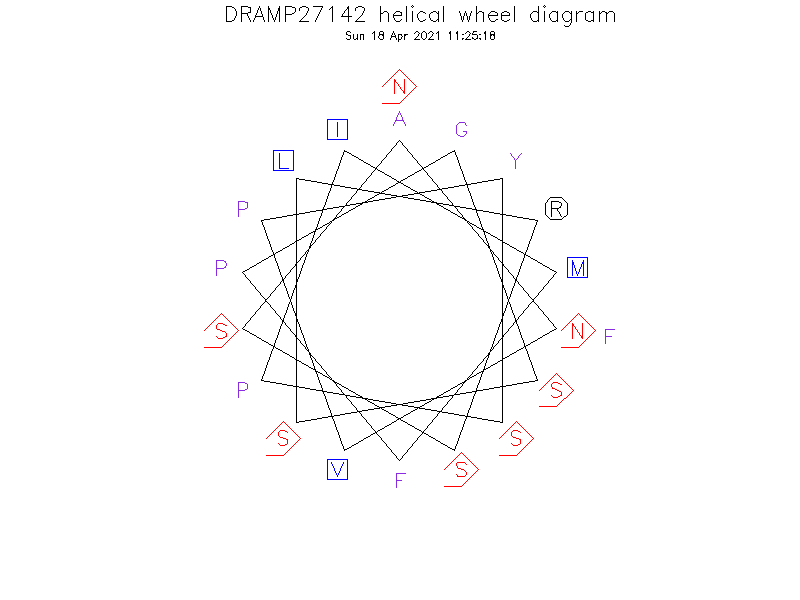 DRAMP27142 helical wheel diagram
Sun 18 Apr 2021 11:25:18
N
I A G
L Y
P R
P M
S N F
P S
S S
V F S